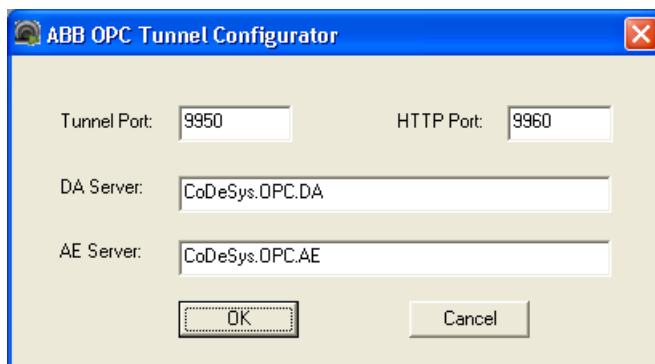 ABB OPC Tunnel Configurator
Tunnel Port: 9950 HTTP Port: 9960
DA Server: CoDeSys.OPC.DA
AE Server: CoDeSys.OPC.AE
OK Cancel